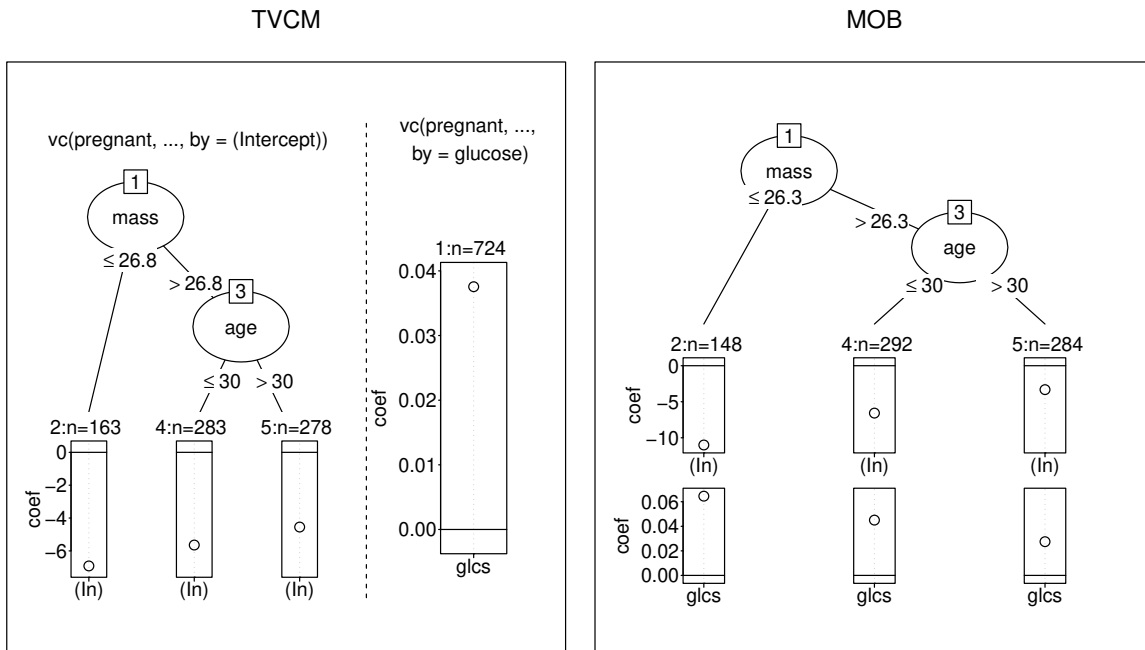 TVCM
vc(pregnant, ..., by = (Intercept))
1
mass
≤ 26.8
> 26.8
3
age
≤ 30
> 30
2:n=163
4:n=283
5:n=278
coef
0
−2
−4
−6
(In)
(In)
(In)
vc(pregnant, ...,
by = glucose)
1:n=724
coef
0.04
0.03
0.02
0.01
0.00
glcs
MOB
1
mass
≤ 26.3
> 26.3
3
age
≤ 30
> 30
2:n=148
4:n=292
5:n=284
coef
0
−5
−10
(In)
(In)
(In)
coef
0.06
0.04
0.02
0.00
glcs
glcs
glcs